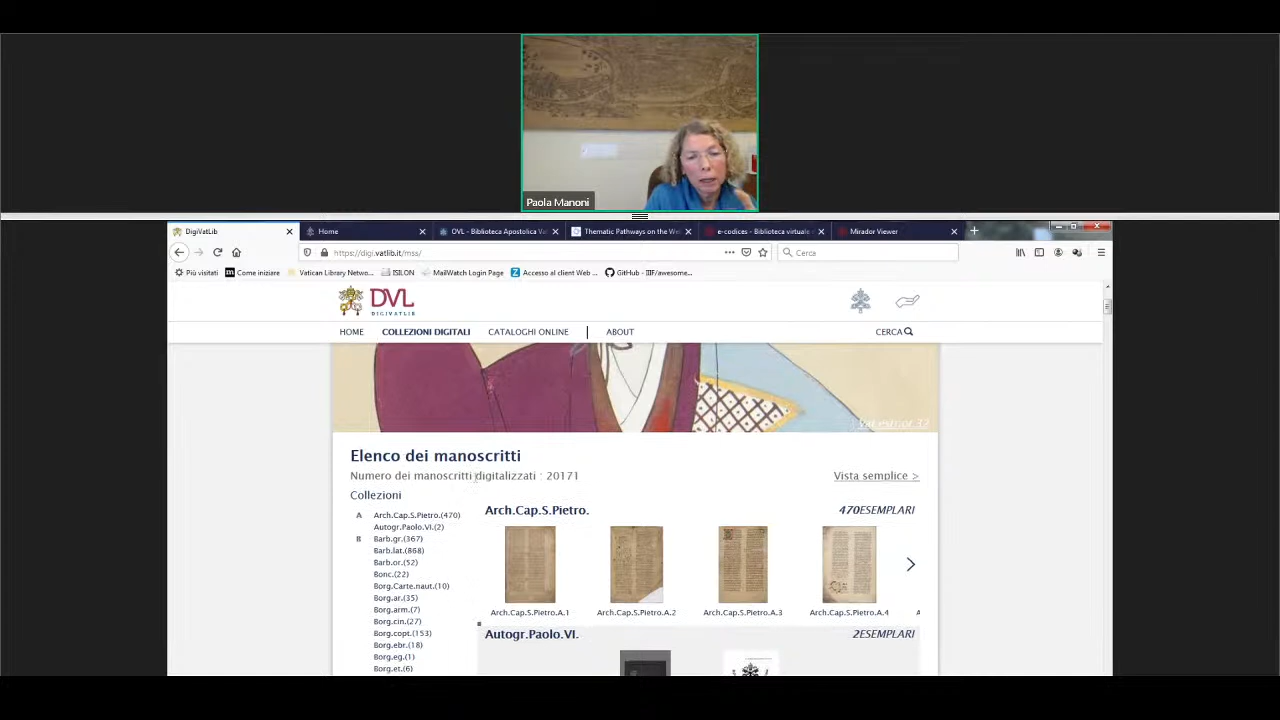 Paola Manoni
DigiVatLib
Home
OVL – Biblioteca Apostolica Va
Thematic Pathways on the We
e-codices – Biblioteca virtuale
Mirador Viewer
https://digi.vatlib.it/mss/
Cerca
Più visitati
Come iniziare
Vatican Library Netwo...
ISILON
MailWatch Login Page
Accesso al client Web ...
GitHub - IIIF/awesome...
DVL
DIGIVATLIB
HOME
COLLEZIONI DIGITALI
CATALOGHI ONLINE
ABOUT
CERCA
Vat.estr.or.32
Elenco dei manoscritti
Numero dei manoscritti digitalizzati : 20171
Vista semplice >
Collezioni
A Arch.Cap.S.Pietro.(470)
Autogr.Paolo.VI.(2)
B Barb.gr.(367)
Barb.lat.(868)
Barb.or.(52)
Bonc.(22)
Borg.Carte.naut.(10)
Borg.ar.(35)
Borg.arm.(7)
Borg.cin.(27)
Borg.copt.(153)
Borg.ebr.(18)
Borg.eg.(1)
Borg.et.(6)
Arch.Cap.S.Pietro.
470ESEMPLARI
Arch.Cap.S.Pietro.A.1
Arch.Cap.S.Pietro.A.2
Arch.Cap.S.Pietro.A.3
Arch.Cap.S.Pietro.A.4
A
Autogr.Paolo.VI.
2ESEMPLARI